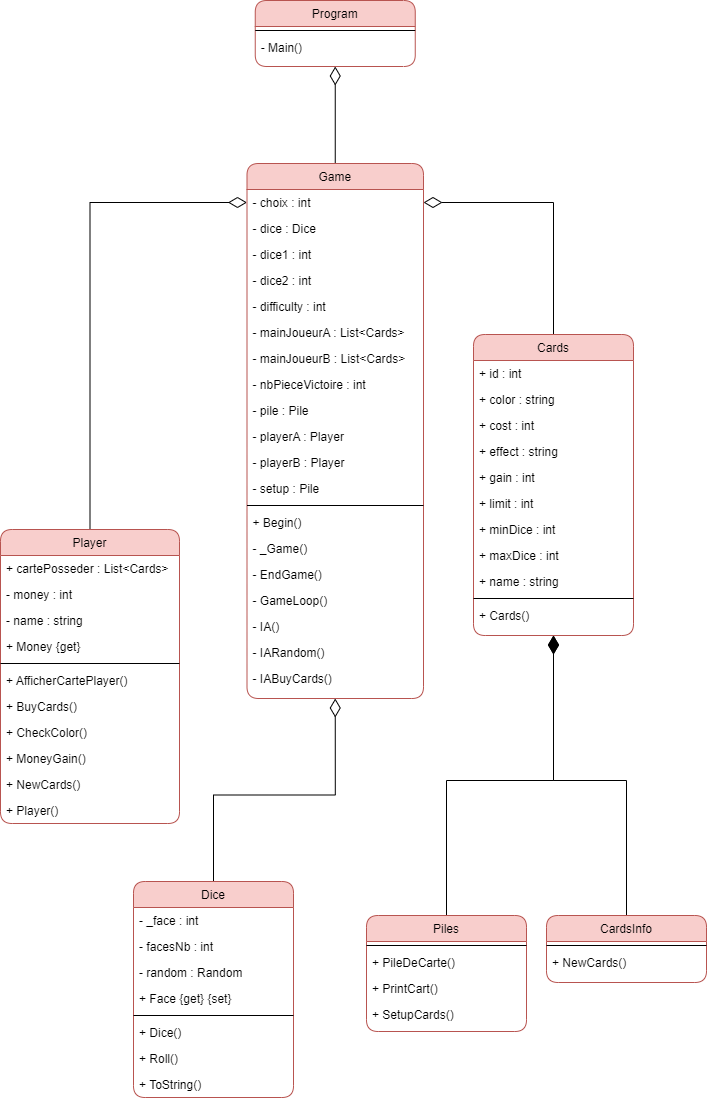 Program
- Main()
Game
- choix : int
- dice : Dice
- dice1 : int
- dice2 : int
- difficulty : int
- mainJoueurA : List<Cards>
- mainJoueurB : List<Cards>
- nbPieceVictoire : int
- pile : Pile
- playerA : Player
- playerB : Player
- setup : Pile
+ Begin()
- _Game()
- EndGame()
- GameLoop()
- IA()
- IARandom()
- IABuyCards()
Cards
+ id : int
+ color : string
+ cost : int
+ effect : string
+ gain : int
+ limit : int
+ minDice : int
+ maxDice : int
+ name : string
+ Cards()
Player
+ cartePosseder : List<Cards>
- money : int
- name : string
+ Money {get}
+ AfficherCartePlayer()
+ BuyCards()
+ CheckColor()
+ MoneyGain()
+ NewCards()
+ Player()
Dice
- _face : int
- facesNb : int
- random : Random
+ Face {get} {set}
+ Dice()
+ Roll()
+ ToString()
Piles
+ PileDeCarte()
+ PrintCart()
+ SetupCards()
CardsInfo
+ NewCards()